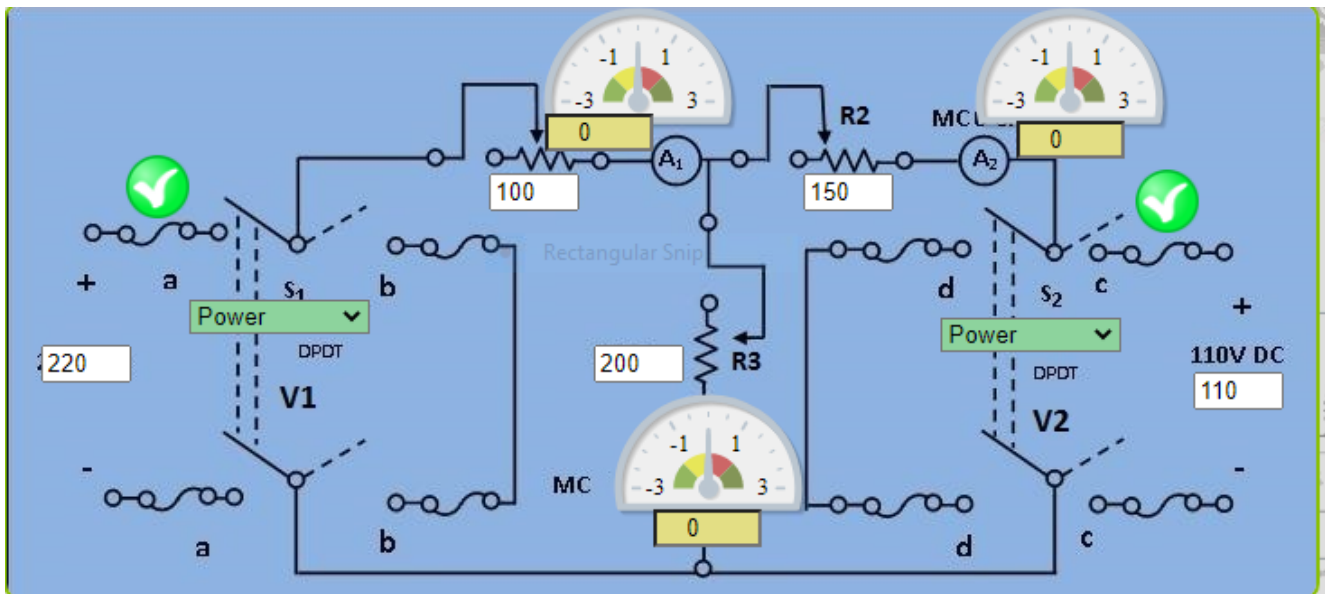 -1 1
-3 3
0
-1 1
-3 3
0
R2
A₁
A₂
100
150
Rectangular Snip
+
a
S₁
b
d
S₂
c
+
Power
Power
DPDT
220
V1
200
R3
110V DC
DPDT
110
V2
-
-
MC
-1 1
-3 3
0
a
b
d
c